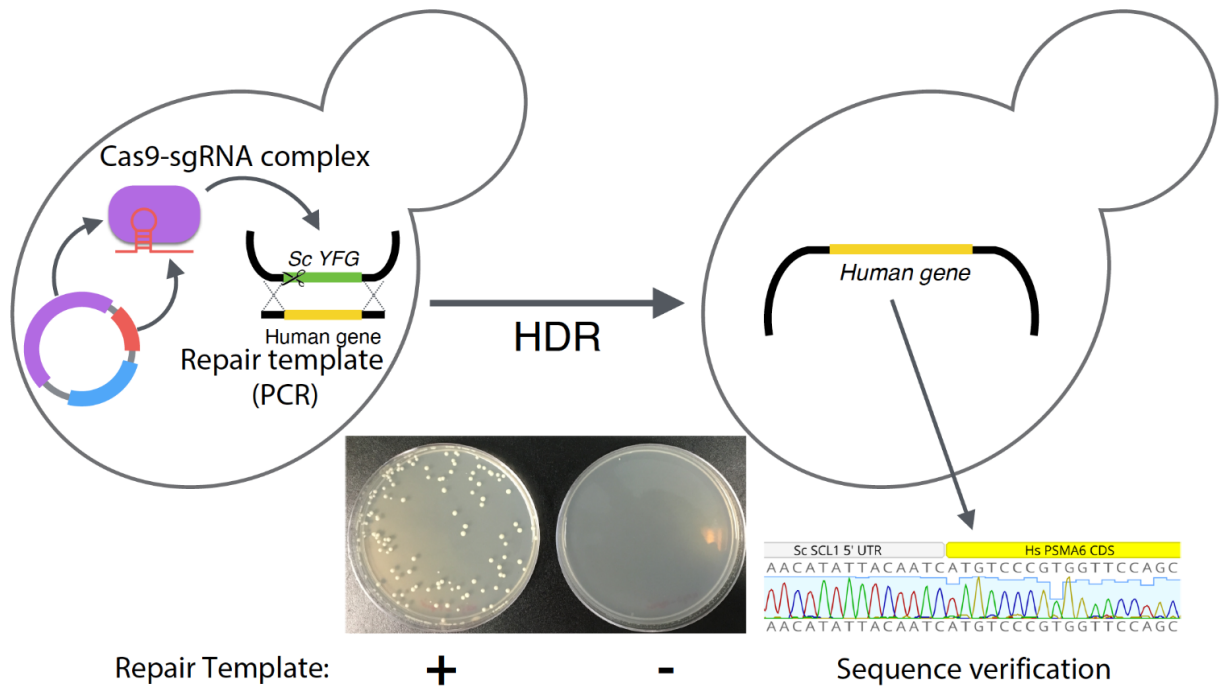 Cas9-sgRNA complex
Sc YFG
Human gene
Repair template
(PCR)
HDR
Human gene
Sc SCL1 5' UTR Hs PSMA6 CDS
AACATATTACAATCATGTCCCGTGGTTCCAGC
AACATATTACAATCATGTCCCGTGGTTCCAGC
Repair Template: + - Sequence verification